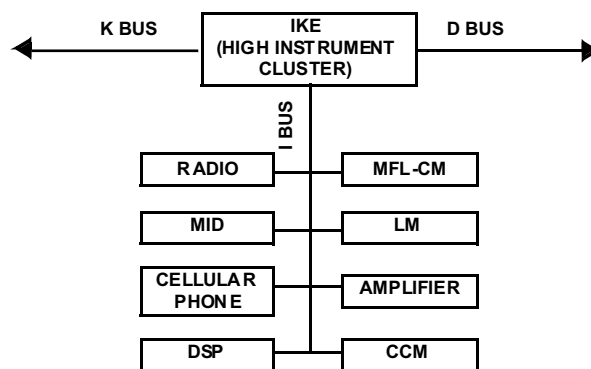 K BUS
IKE
(HIGH INSTRUMENT
CLUSTER)
D BUS
I BUS
RADIO
MFL-CM
MID
LM
CELLULAR
PHONE
AMPLIFIER
DSP
CCM